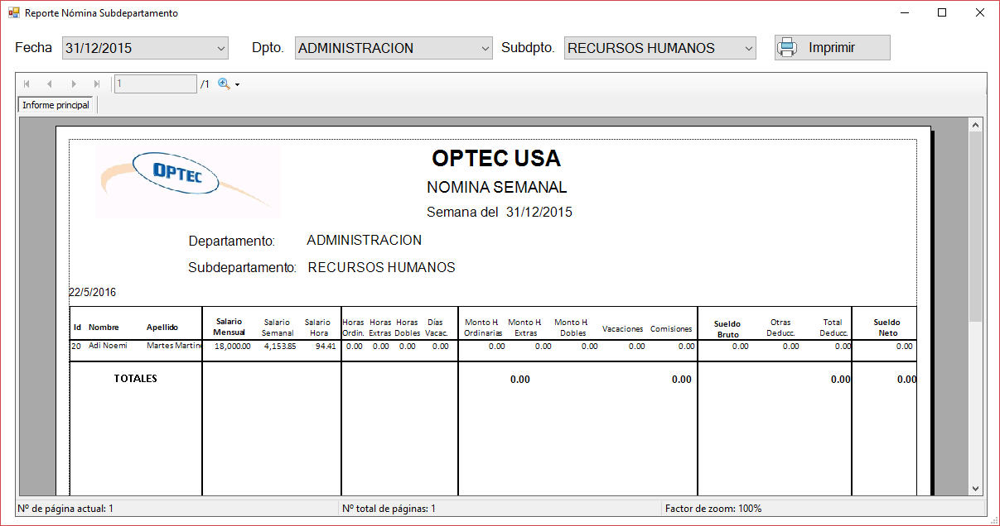 Reporte Nómina Subdepartamento
Fecha 31/12/2015 Dpto. ADMINISTRACION Subdpto. RECURSOS HUMANOS Imprimir
1 /1
Informe principal
OPTEC OPTEC USA
NOMINA SEMANAL
Semana del 31/12/2015
Departamento: ADMINISTRACION
Subdepartamento: RECURSOS HUMANOS
22/5/2016
Salario Salario Salario Horas Horas Horas Días Monto H. Monto H. Monto H. Sueldo Otras Total Sueldo
Id Nombre Apellido Mensual Semanal Hora Ordin. Extras Dobles Vacac. Ordinarias Extras Dobles Vacaciones Comisiones Bruto Deducc. Deducc. Neto
20 Adi Noemi Martes Martine 18,000.00 4,153.85 94.41 0.00 0.00 0.00 0.00 0.00 0.00 0.00 0.00 0.00 0.00 0.00 0.00 0.00
TOTALES 0.00 0.00 0.00 0.00
Nº de página actual: 1 Nº total de páginas: 1 Factor de zoom: 100%